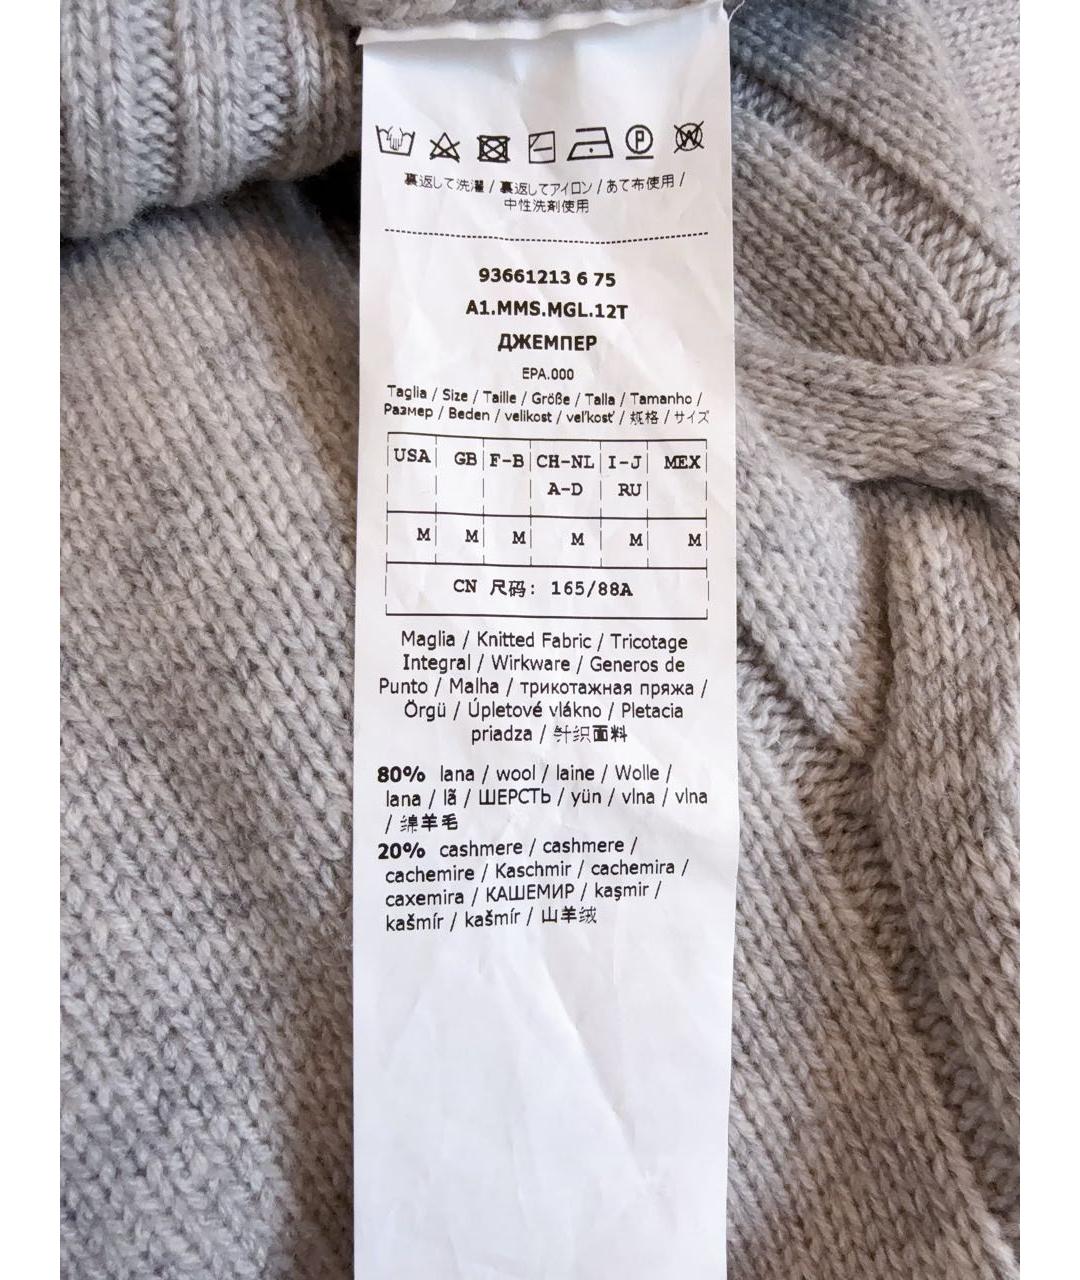 裏返して洗濯 / 裏返してアイロン / あて布使用 /
中性洗剤使用
93661213 6 75
A1.MMS.MGL.12T
ДЖЕМПЕР
EPA.000
Taglia / Size / Taille / Größe / Talla / Tamanho /
Размер / Beden / velikost / veľkosť / 规格 / サイズ
USA GB F-B CH-NL I-J MEX
A-D RU
M M M M M M
CN 尺码: 165/88A
Maglia / Knitted Fabric / Tricotage
Integral / Wirkware / Generos de
Punto / Malha / трикотажная пряжа /
Örgü / Úpletové vlákno / Pletacia
priadza / 针织面料
80% lana / wool / laine / Wolle /
lana / lã / ШЕРСТЬ / yün / vlna / vlna
/ 绵羊毛
20% cashmere / cashmere /
cachemire / Kaschmir / cachemira /
caxemira / КАШЕМИР / kaşmir /
kašmír / kašmír / 山羊绒